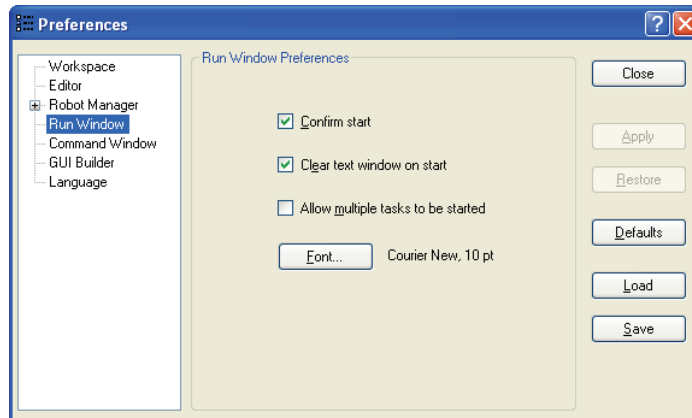 Preferences
Workspace
Editor
Robot Manager
Run Window
Command Window
GUI Builder
Language
Run Window Preferences
Confirm start
Clear text window on start
Allow multiple tasks to be started
Font... Courier New, 10 pt
Close
Apply
Restore
Defaults
Load
Save